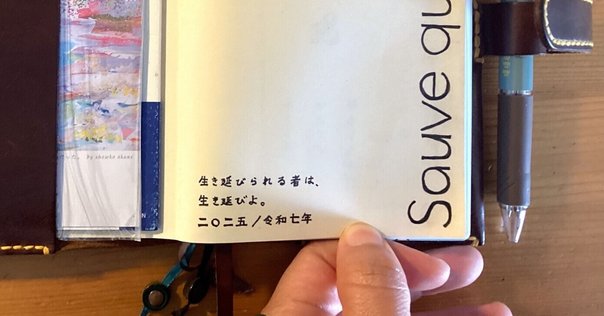 生き延びられる者は、
生き延びよ。
二〇二五／令和七年
Sauve qu